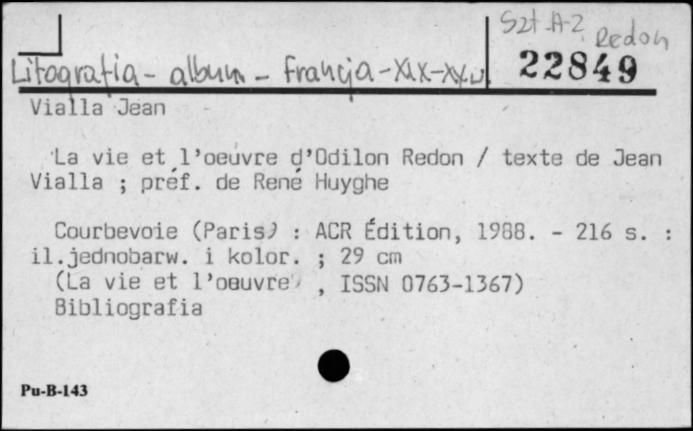 Szt A-2 Redon
Litografia - album - Francja - XIX-XX w
22849
Vialla Jean
La vie et l'oeuvre d'Odilon Redon / texte de Jean
Vialla ; préf. de René Huyghe
Courbevoie (Paris) : ACR Édition, 1988. - 216 s. :
il.jednobarw. i kolor. ; 29 cm
(La vie et l'oeuvre , ISSN 0763-1367)
Bibliografia
Pu-B-143